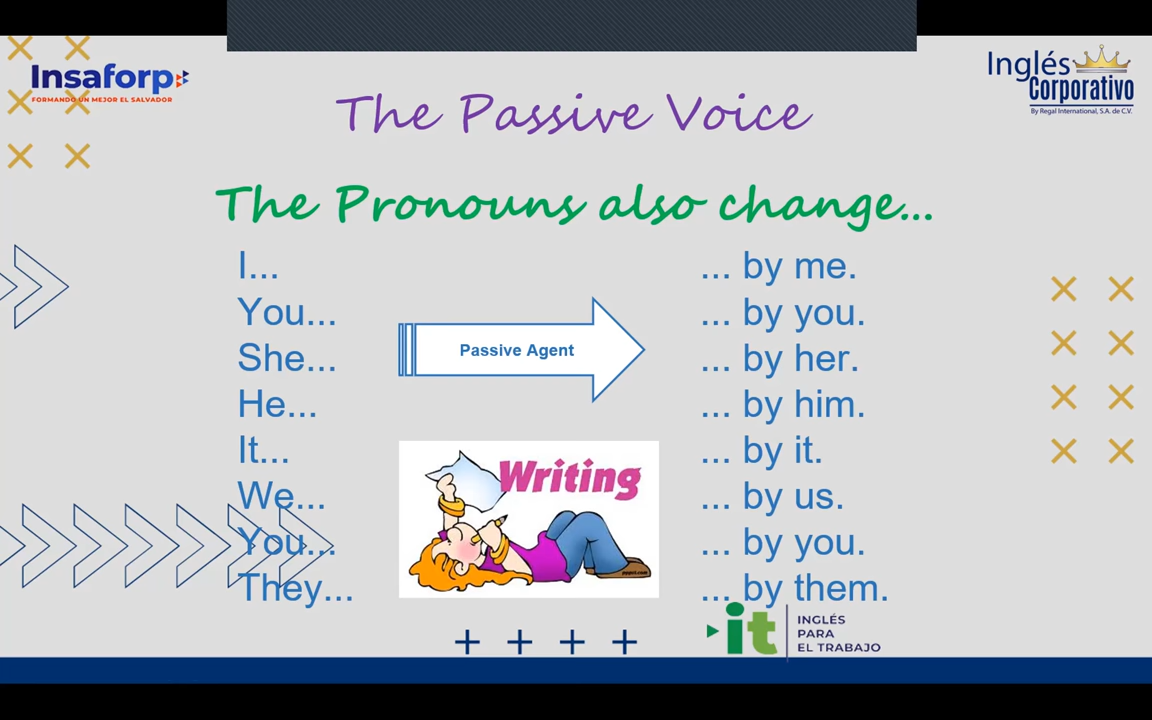 Insaforp
FORMANDO UN MEJOR EL SALVADOR
Inglés
Corporativo
By Regal International, S.A. de C.V.
The Passive Voice
The Pronouns also change...
I...
... by me.
You...
... by you.
She...
... by her.
He...
... by him.
It...
... by it.
We...
... by us.
You...
... by you.
They...
... by them.
Passive Agent
Writing
it
INGLÉS
PARA
EL TRABAJO